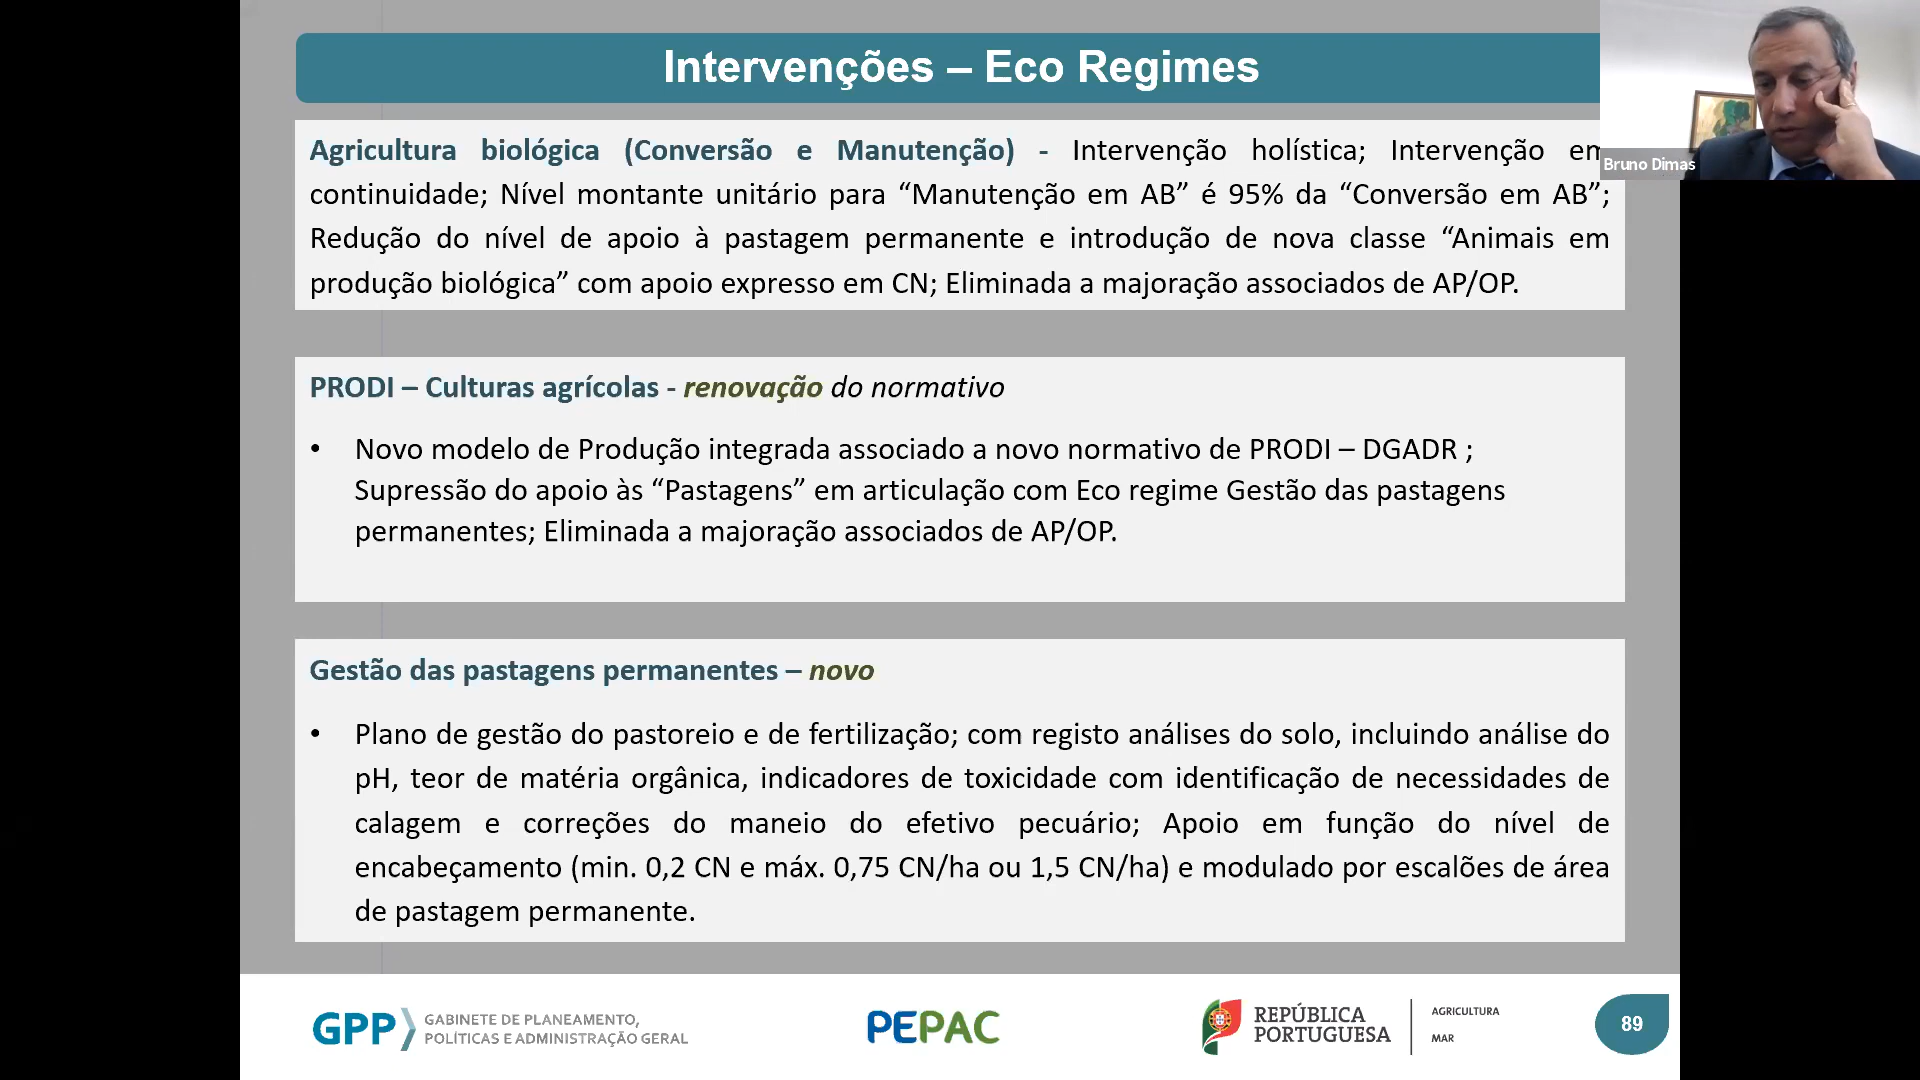 Intervenções – Eco Regimes
Bruno Dimas
Agricultura biológica (Conversão e Manutenção) - Intervenção holística; Intervenção em
continuidade; Nível montante unitário para “Manutenção em AB” é 95% da “Conversão em AB”;
Redução do nível de apoio à pastagem permanente e introdução de nova classe “Animais em
produção biológica” com apoio expresso em CN; Eliminada a majoração associados de AP/OP.
PRODI – Culturas agrícolas - renovação do normativo
• Novo modelo de Produção integrada associado a novo normativo de PRODI – DGADR ;
Supressão do apoio às “Pastagens” em articulação com Eco regime Gestão das pastagens
permanentes; Eliminada a majoração associados de AP/OP.
Gestão das pastagens permanentes – novo
• Plano de gestão do pastoreio e de fertilização; com registo análises do solo, incluindo análise do
pH, teor de matéria orgânica, indicadores de toxicidade com identificação de necessidades de
calagem e correções do maneio do efetivo pecuário; Apoio em função do nível de
encabeçamento (min. 0,2 CN e máx. 0,75 CN/ha ou 1,5 CN/ha) e modulado por escalões de área
de pastagem permanente.
GPP
GABINETE DE PLANEAMENTO,
POLÍTICAS E ADMINISTRAÇÃO GERAL
PEPAC
REPÚBLICA
PORTUGUESA
AGRICULTURA
MAR
89